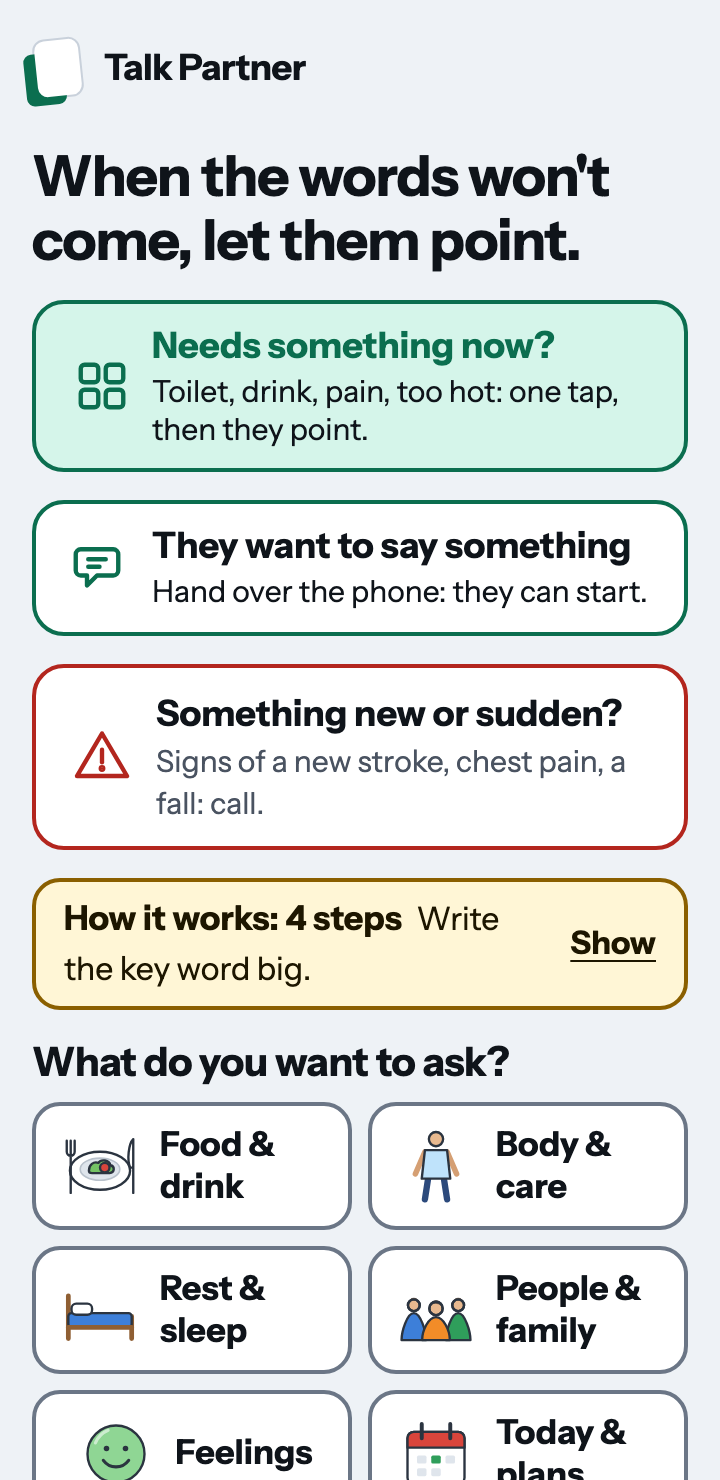 Talk Partner
When the words won't
come, let them point.
Needs something now?
Toilet, drink, pain, too hot: one tap,
then they point.
They want to say something
Hand over the phone: they can start.
Something new or sudden?
Signs of a new stroke, chest pain, a
fall: call.
How it works: 4 steps Write
the key word big.
Show
What do you want to ask?
Food &
drink
Body &
care
Rest &
sleep
People &
family
Feelings
Today &
plans